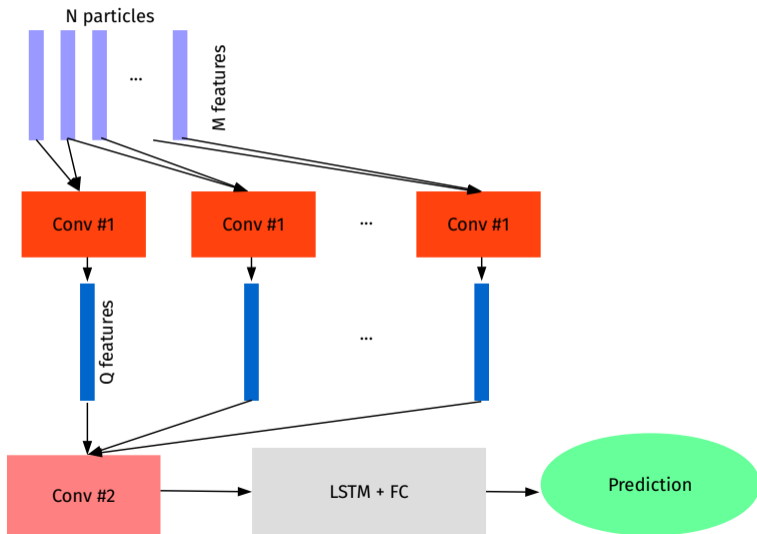 N particles
...
M features
Conv #1
Conv #1
...
Conv #1
Q features
...
Conv #2
LSTM + FC
Prediction